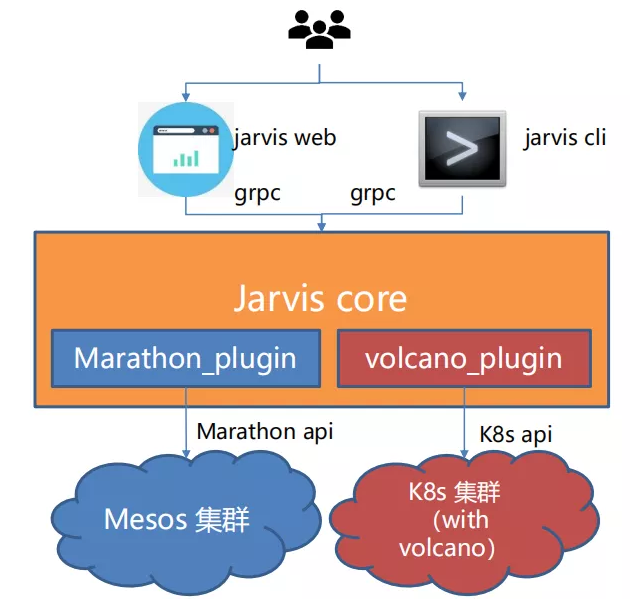 jarvis web
jarvis cli
grpc
grpc
Jarvis core
Marathon_plugin
volcano_plugin
Marathon api
K8s api
Mesos 集群
K8s 集群
（with
volcano）